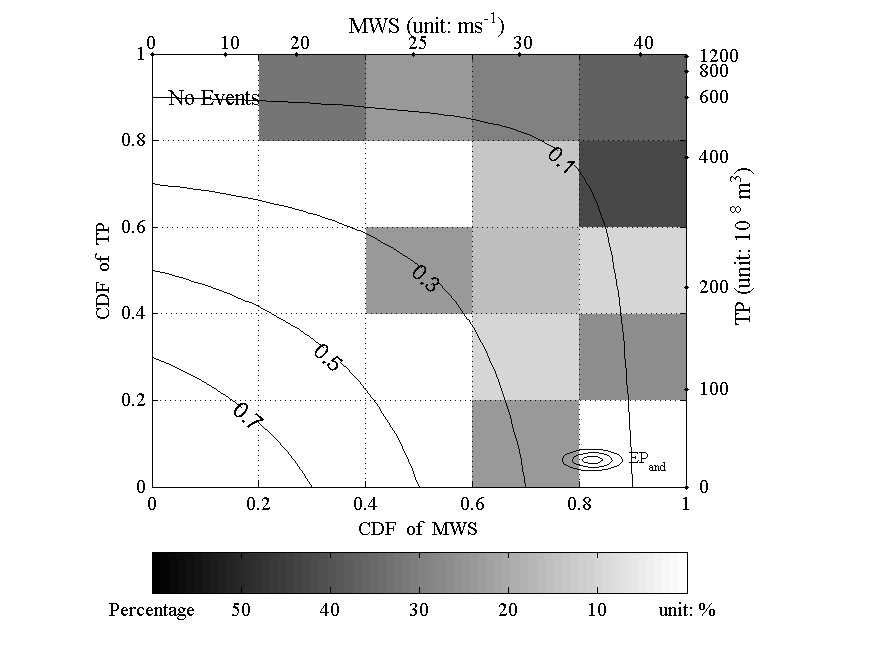 MWS (unit: ms-1)
0 10 20 25 30 40
1 1200
800
No Events 600
0.8 0.1 400
0.6
CDF of TP
TP (unit: 10 8 m3)
0.3 200
0.4
0.5
0.2 100
0.7
EPand
0 0
0 0.2 0.4 0.6 0.8 1
CDF of MWS
Percentage 50 40 30 20 10 unit: %